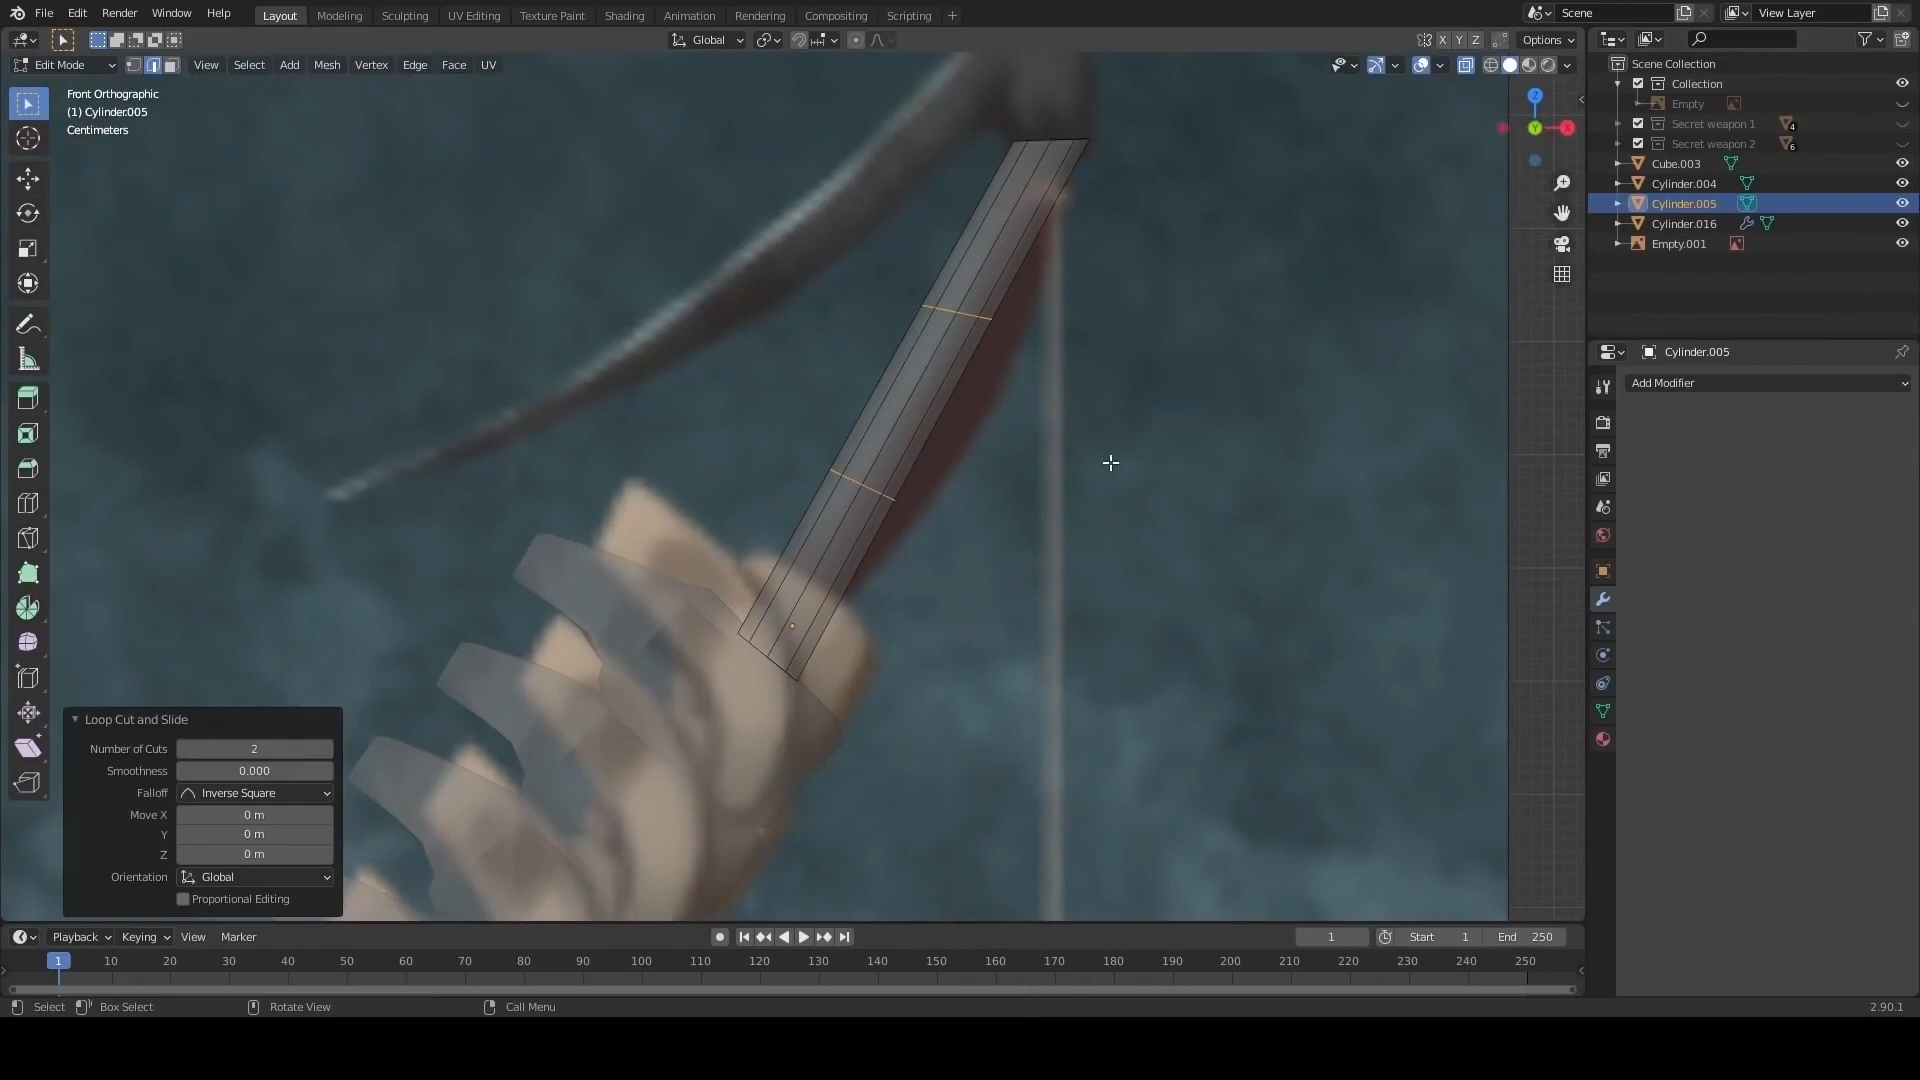 File Edit Render Window Help Layout Modeling Sculpting UV Editing Texture Paint Shading Animation Rendering Compositing Scripting + Scene View Layer
Global X Y Z Options
Edit Mode View Select Add Mesh Vertex Edge Face UV
Front Orthographic
(1) Cylinder.005
Centimeters
Z
Y
X
Scene Collection
Collection
Empty
Secret weapon 1 4
Secret weapon 2 6
Cube.003
Cylinder.004
Cylinder.005
Cylinder.016
Empty.001
Cylinder.005
Add Modifier
Loop Cut and Slide
Number of Cuts 2
Smoothness 0.000
Falloff Inverse Square
Move X 0 m
Y 0 m
Z 0 m
Orientation Global
Proportional Editing
Playback Keying View Marker 1 Start 1 End 250
1 10 20 30 40 50 60 70 80 90 100 110 120 130 140 150 160 170 180 190 200 210 220 230 240 250
Select Box Select Rotate View Call Menu 2.90.1